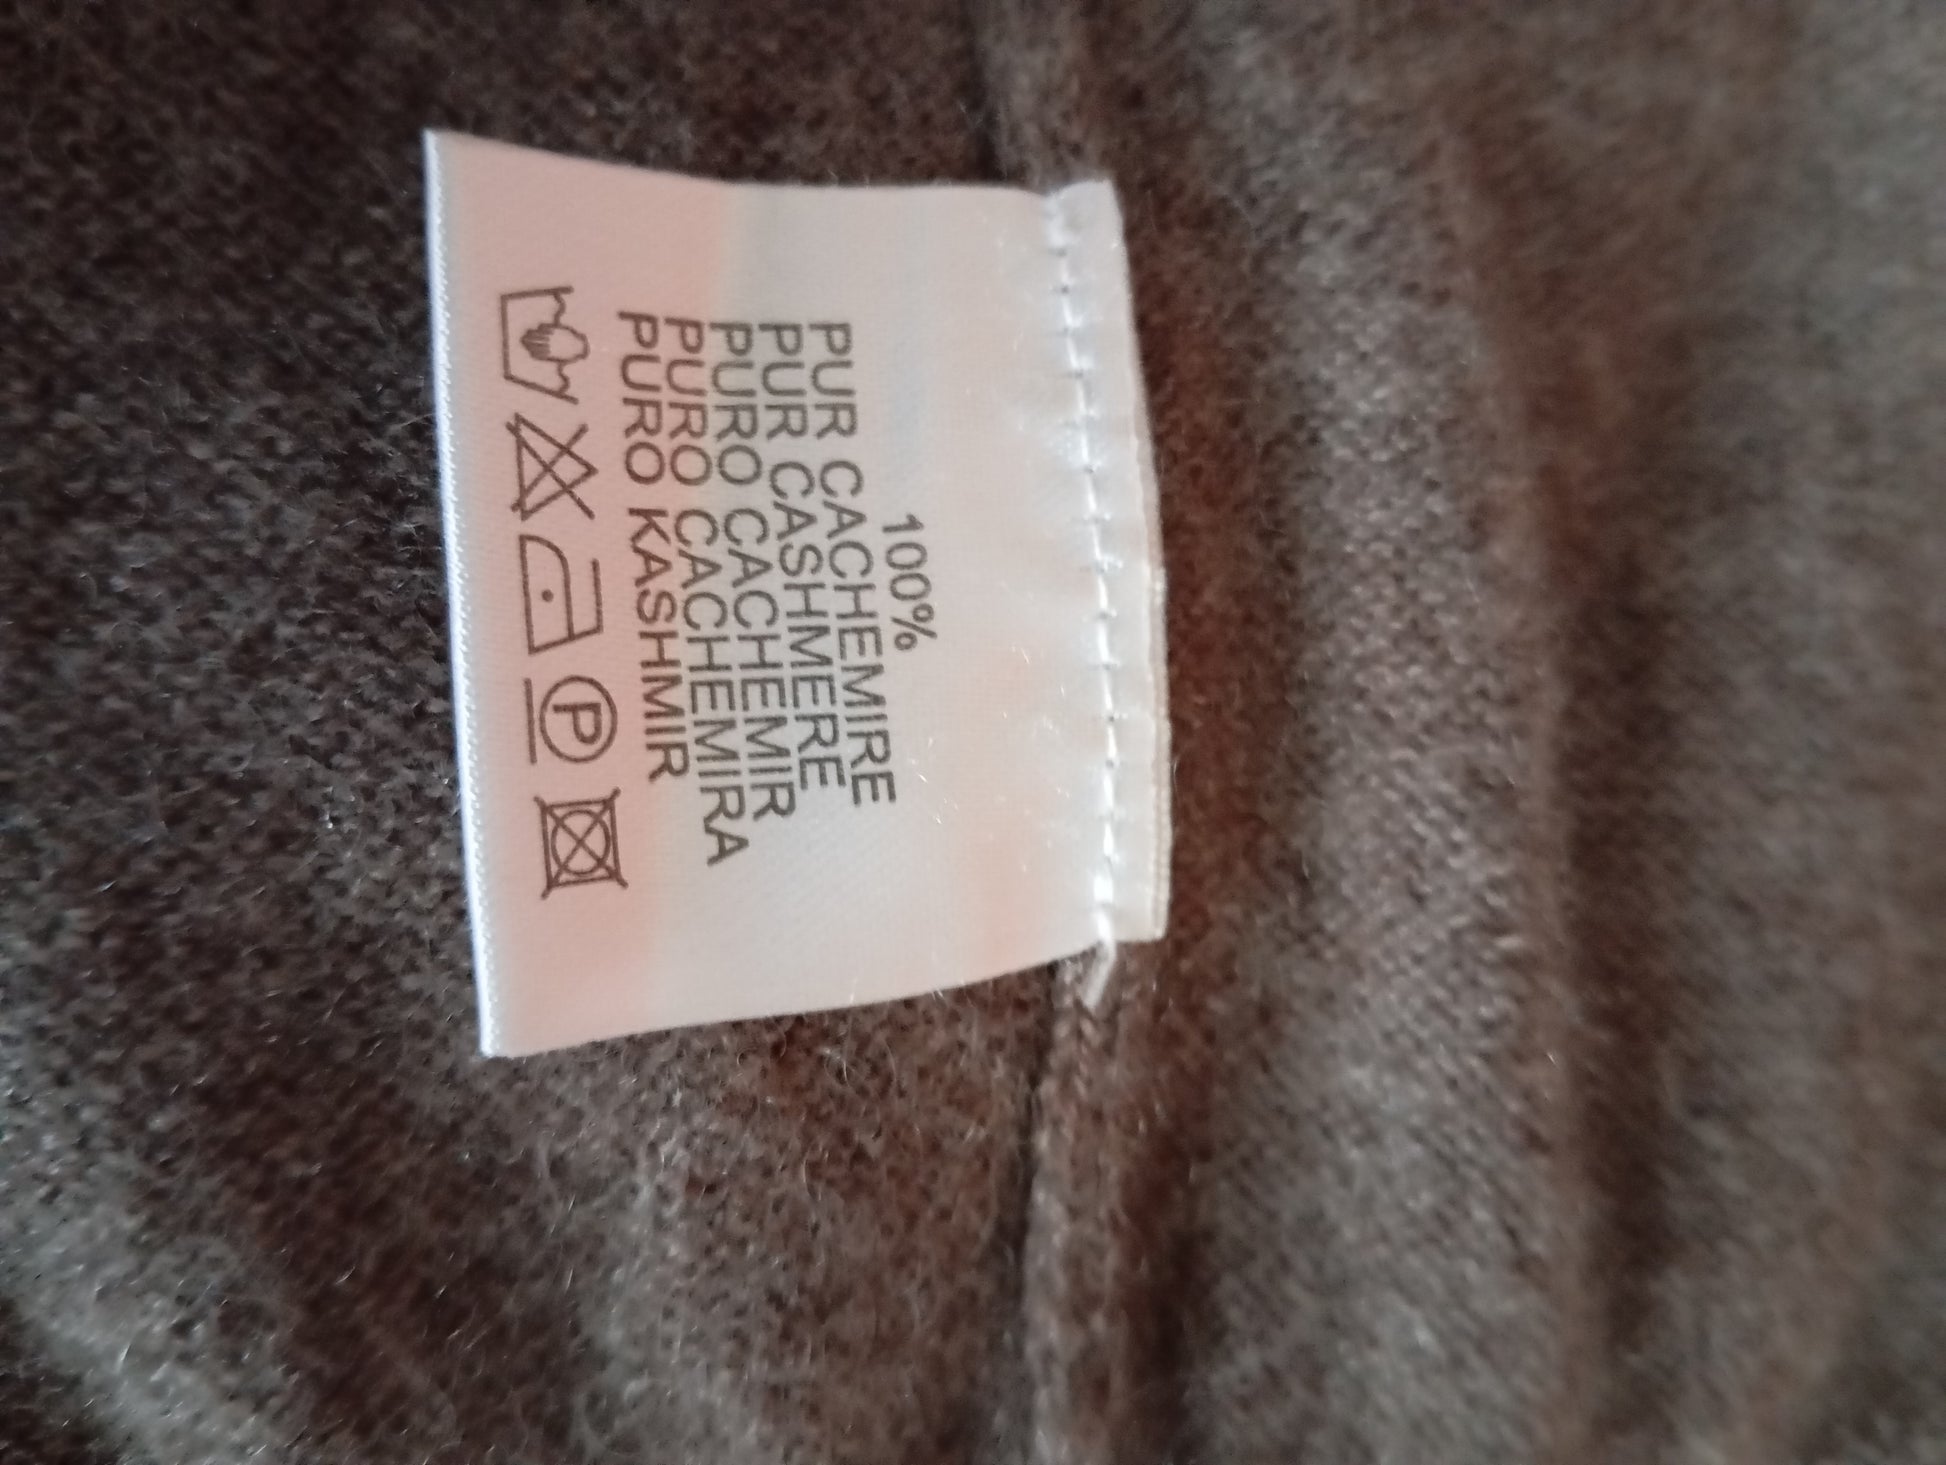 100%
PUR CACHEMIRE
PUR CASHMERE
PURO CACHEMIR
PURO CACHEMIRA
PURO KASHMIR
P